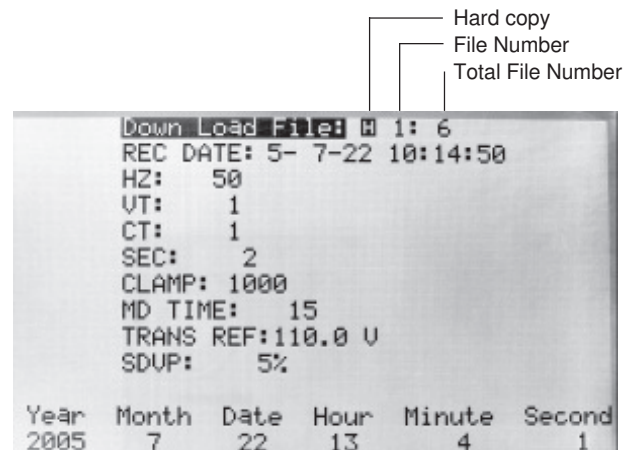 Hard copy
File Number
Total File Number
Down Load File: H 1: 6
REC DATE: 5- 7-22 10:14:50
HZ: 50
VT: 1
CT: 1
SEC: 2
CLAMP: 1000
MD TIME: 15
TRANS REF:110.0 V
SDVP: 5%
Year Month Date Hour Minute Second
2005 7 22 13 4 1